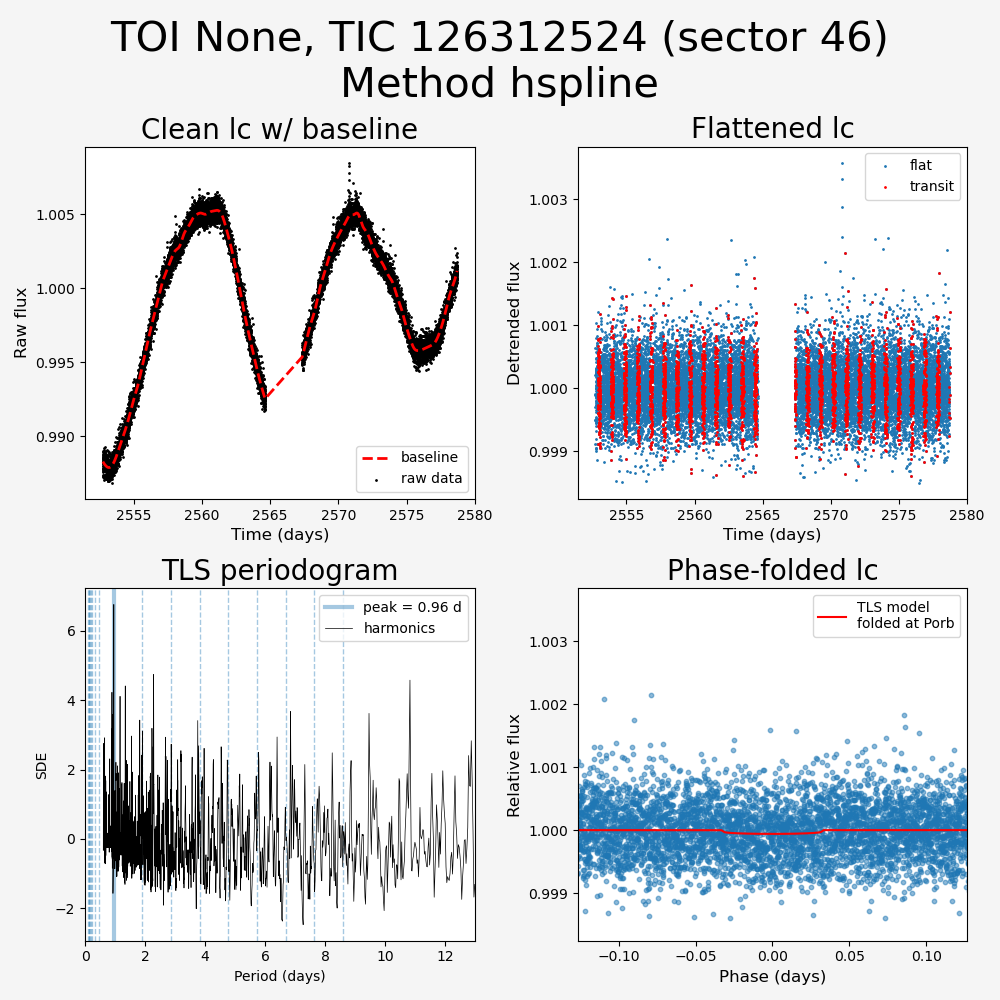 TOI None, TIC 126312524 (sector 46)
Method hspline
Clean lc w/ baseline
Raw flux
1.005
1.000
0.995
0.990
baseline
raw data
2555
2560
2565
2570
2575
2580
Time (days)
Flattened lc
Detrended flux
1.003
1.002
1.001
1.000
0.999
flat
transit
2555
2560
2565
2570
2575
2580
Time (days)
TLS periodogram
SDE
6
4
2
0
−2
peak = 0.96 d
harmonics
0
2
4
6
8
10
12
Period (days)
Phase-folded lc
Relative flux
1.003
1.002
1.001
1.000
0.999
TLS model
folded at Porb
−0.10
−0.05
0.00
0.05
0.10
Phase (days)